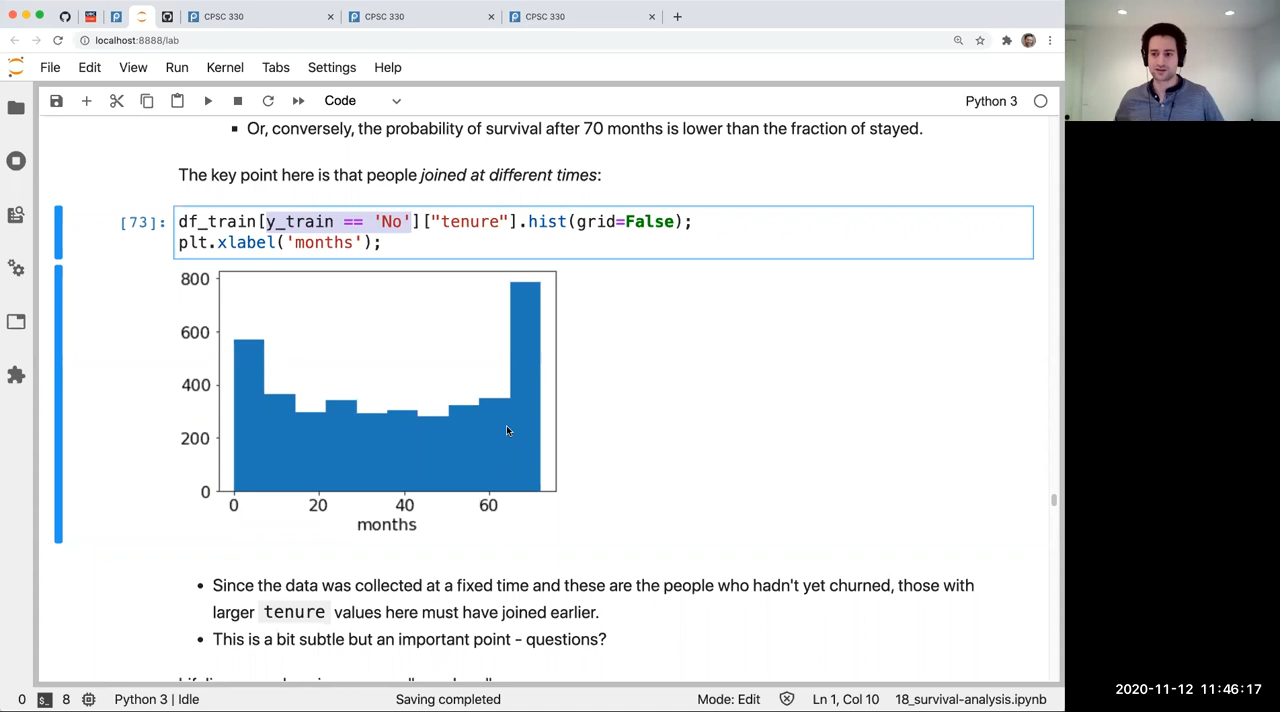 CPSC 330 × CPSC 330 × CPSC 330 × +
localhost:8888/lab
File Edit View Run Kernel Tabs Settings Help
Code Python 3
Or, conversely, the probability of survival after 70 months is lower than the fraction of stayed.
The key point here is that people joined at different times:
[73]: df_train[y_train == 'No']["tenure"].hist(grid=False);
plt.xlabel('months');
800
600
400
200
0
0 20 40 60
months
• Since the data was collected at a fixed time and these are the people who hadn't yet churned, those with
larger tenure values here must have joined earlier.
• This is a bit subtle but an important point - questions?
0 $_ 8 Python 3 | Idle Saving completed Mode: Edit Ln 1, Col 10 18_survival-analysis.ipynb
2020-11-12 11:46:17